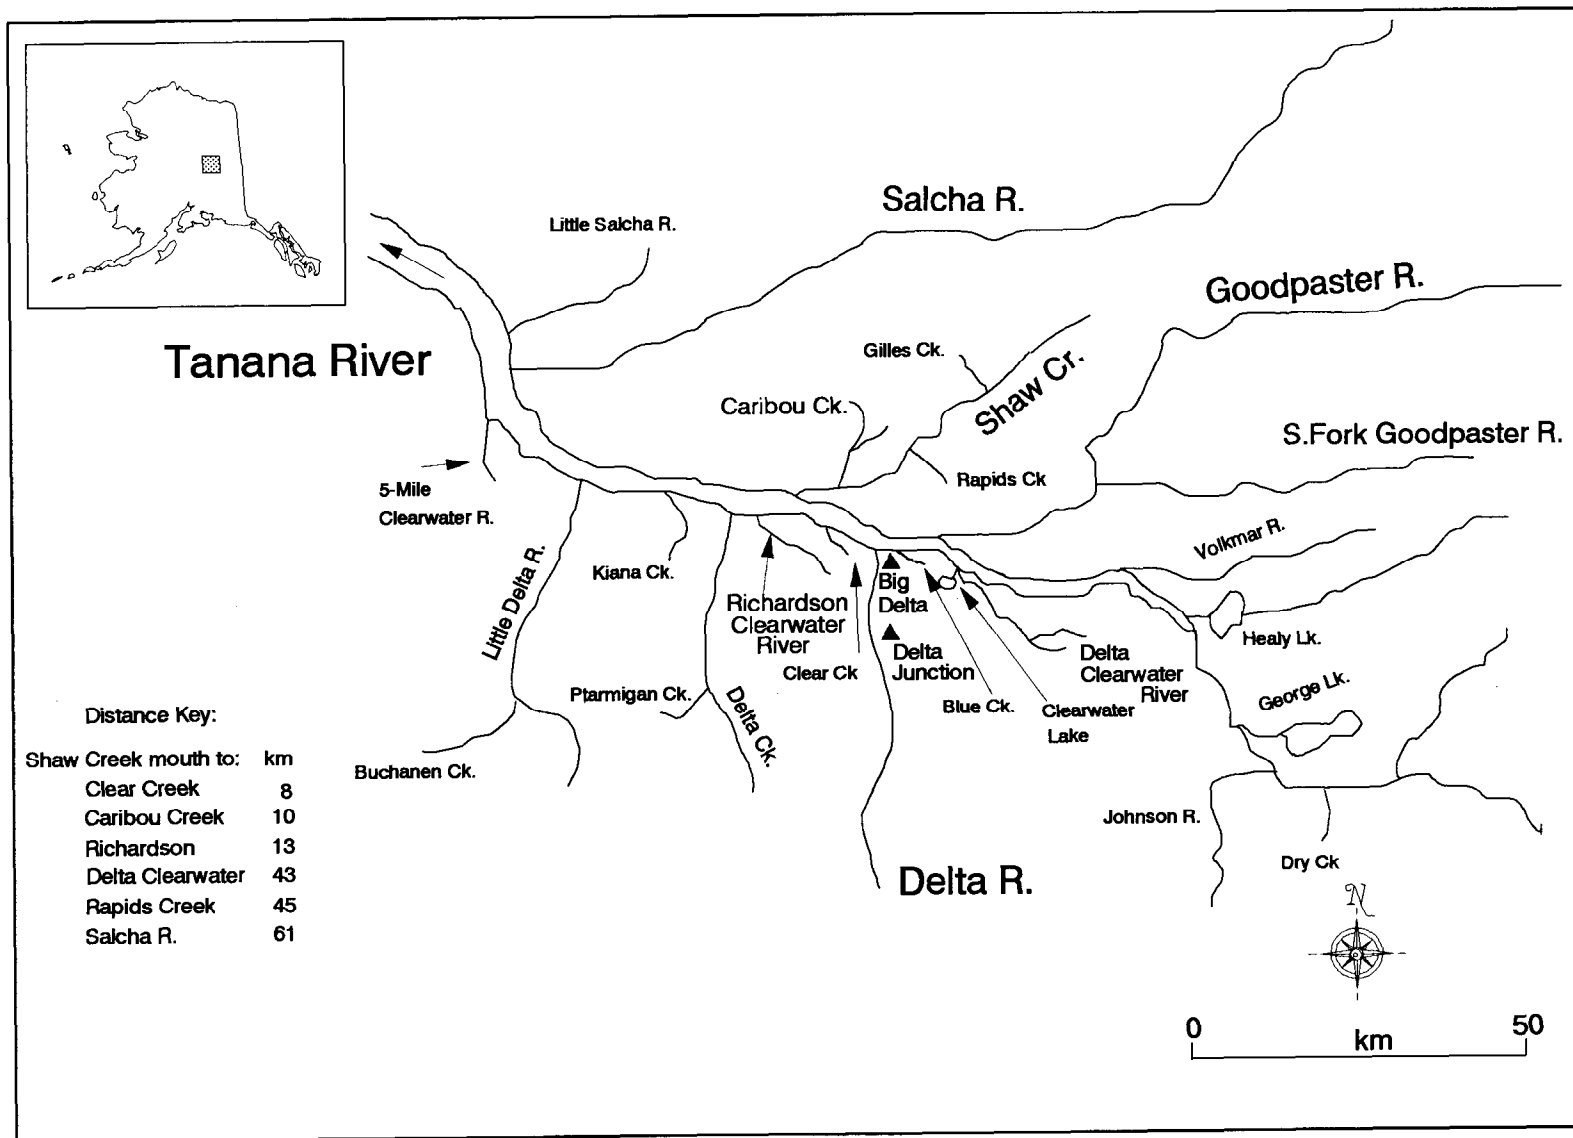 Salcha R.
Little Salcha R.
Goodpaster R.
Tanana River
Gilles Ck.
Shaw Cr.
Caribou Ck.
S.Fork Goodpaster R.
Rapids Ck
5-Mile
Clearwater R.
Volkmar R.
Little Delta R.
Kiana Ck.
Big
Delta
Richardson
Clearwater
River
Healy Lk.
Delta
Junction
Clear Ck
Delta
Clearwater
River
George Lk.
Ptarmigan Ck.
Delta Ck.
Blue Ck.
Clearwater
Lake
Buchanen Ck.
Johnson R.
Dry Ck
Delta R.
Distance Key:
Shaw Creek mouth to: km
Clear Creek 8
Caribou Creek 10
Richardson 13
Delta Clearwater 43
Rapids Creek 45
Salcha R. 61
N
0 50
km